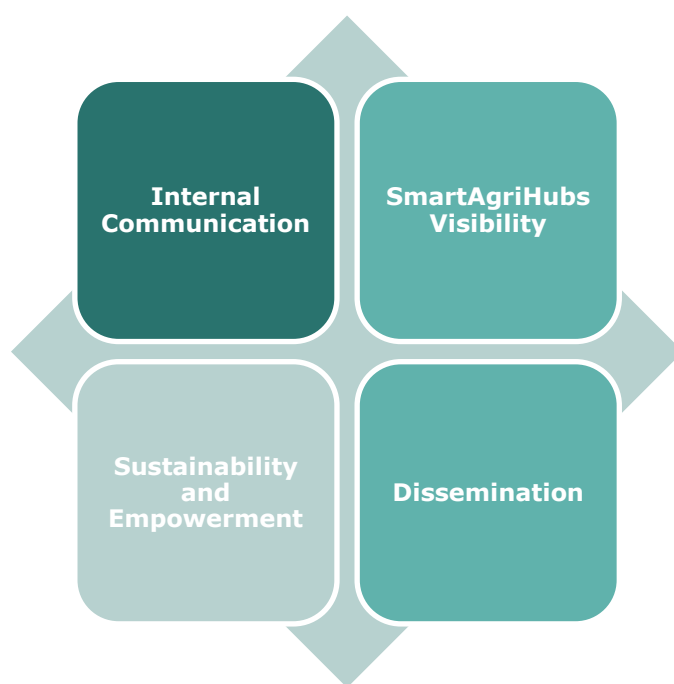 Internal
Communication
SmartAgriHubs
Visibility
Sustainability
and
Empowerment
Dissemination